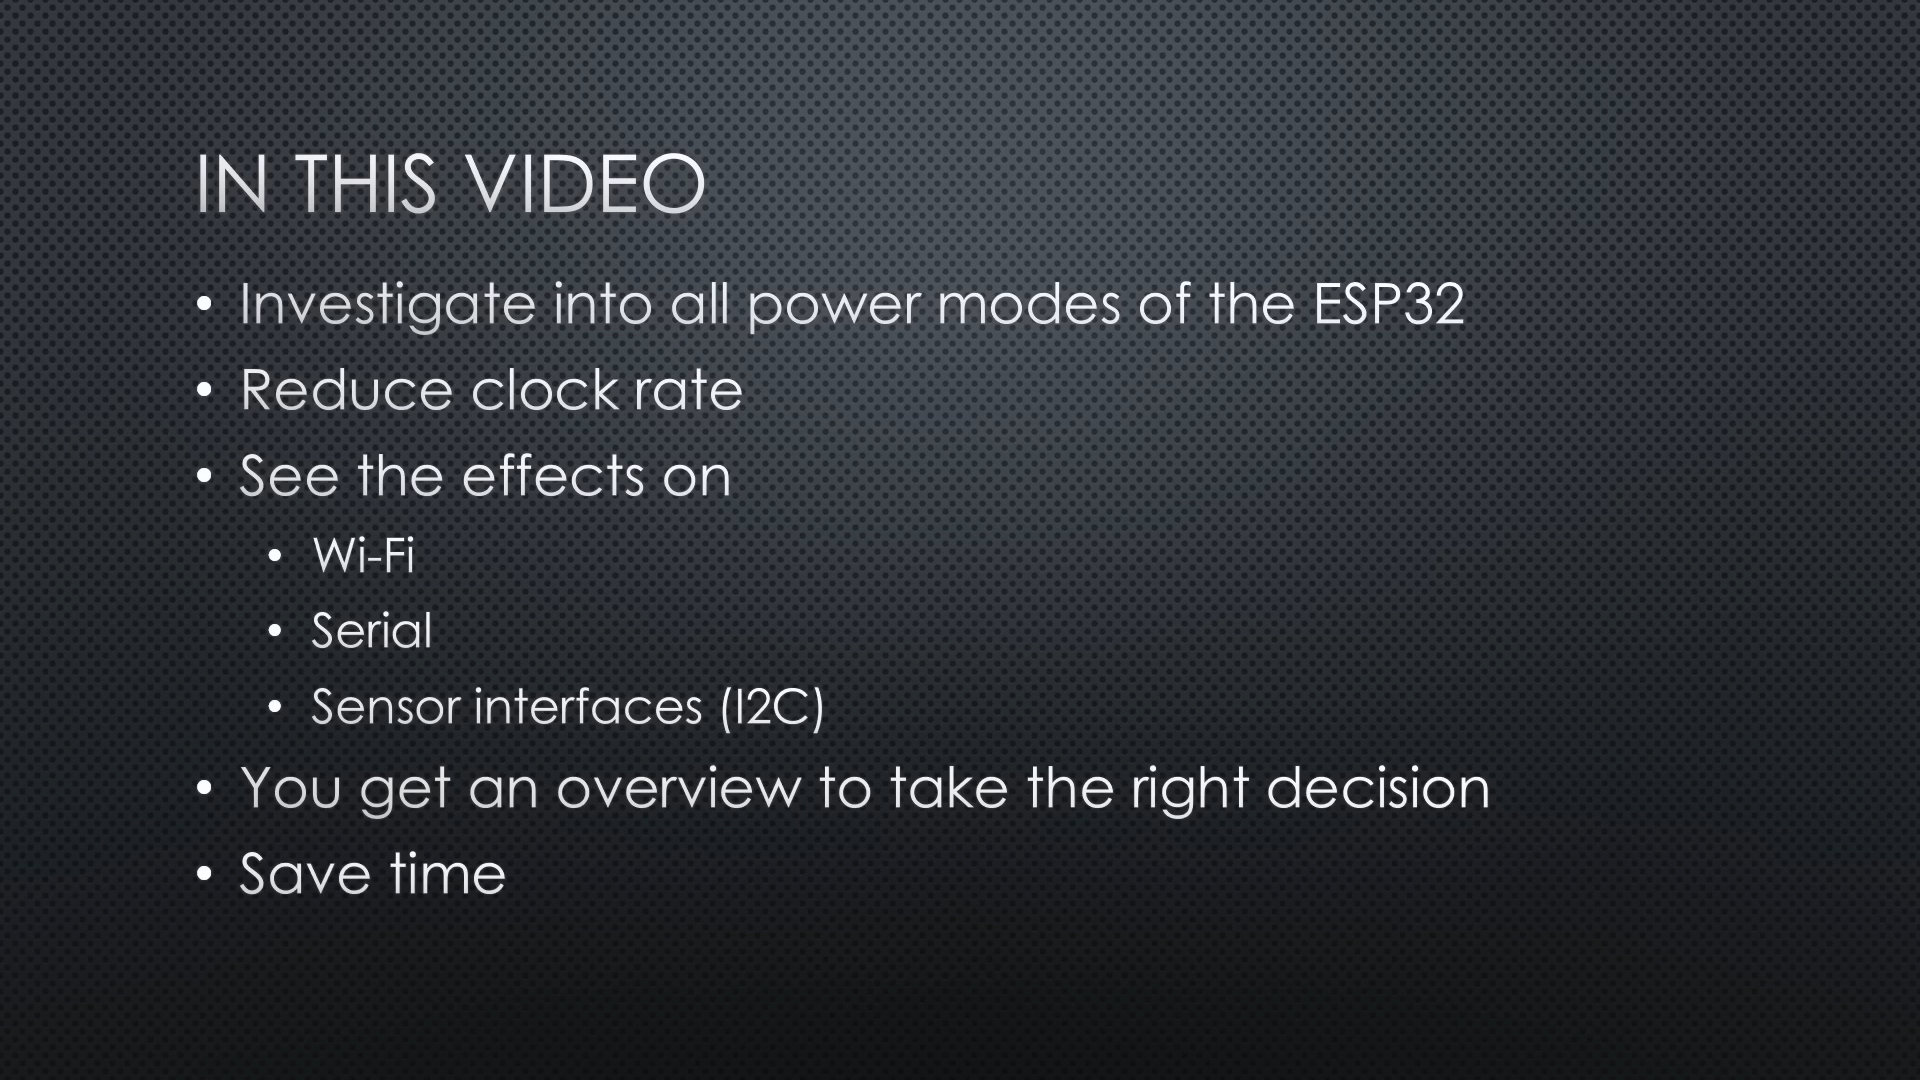 IN THIS VIDEO
• Investigate into all power modes of the ESP32
• Reduce clock rate
• See the effects on
• Wi-Fi
• Serial
• Sensor interfaces (I2C)
• You get an overview to take the right decision
• Save time